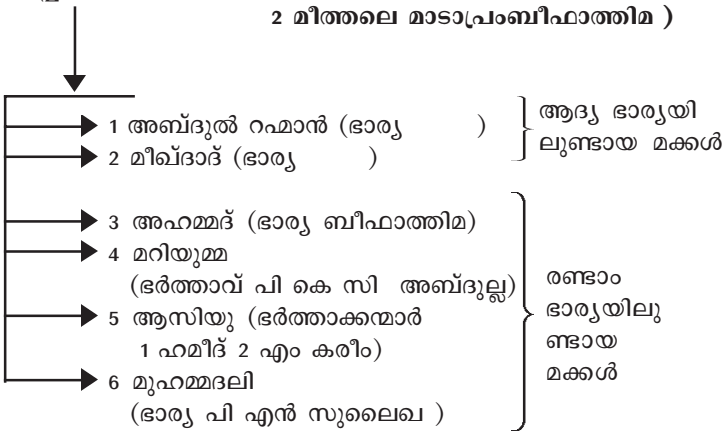 2 മീത്തലെ മാടാപ്രംബീഫാത്തിമ )
1 അബ്ദുൽ റഹ്മാൻ (ഭാര്യ )
2 മീഖ്ദാദ് (ഭാര്യ )
ആദ്യ ഭാര്യയി
ലുണ്ടായ മക്കൾ
3 അഹമ്മദ് (ഭാര്യ ബീഫാത്തിമ)
4 മറിയുമ്മ
(ഭർത്താവ് പി കെ സി അബ്ദുല്ല)
5 ആസിയു (ഭർത്താക്കന്മാർ
1 ഹമീദ് 2 എം കരീം)
6 മുഹമ്മദലി
(ഭാര്യ പി എൻ സുലൈഖ )
രണ്ടാം
ഭാര്യയിലു
ണ്ടായ
മക്കൾ